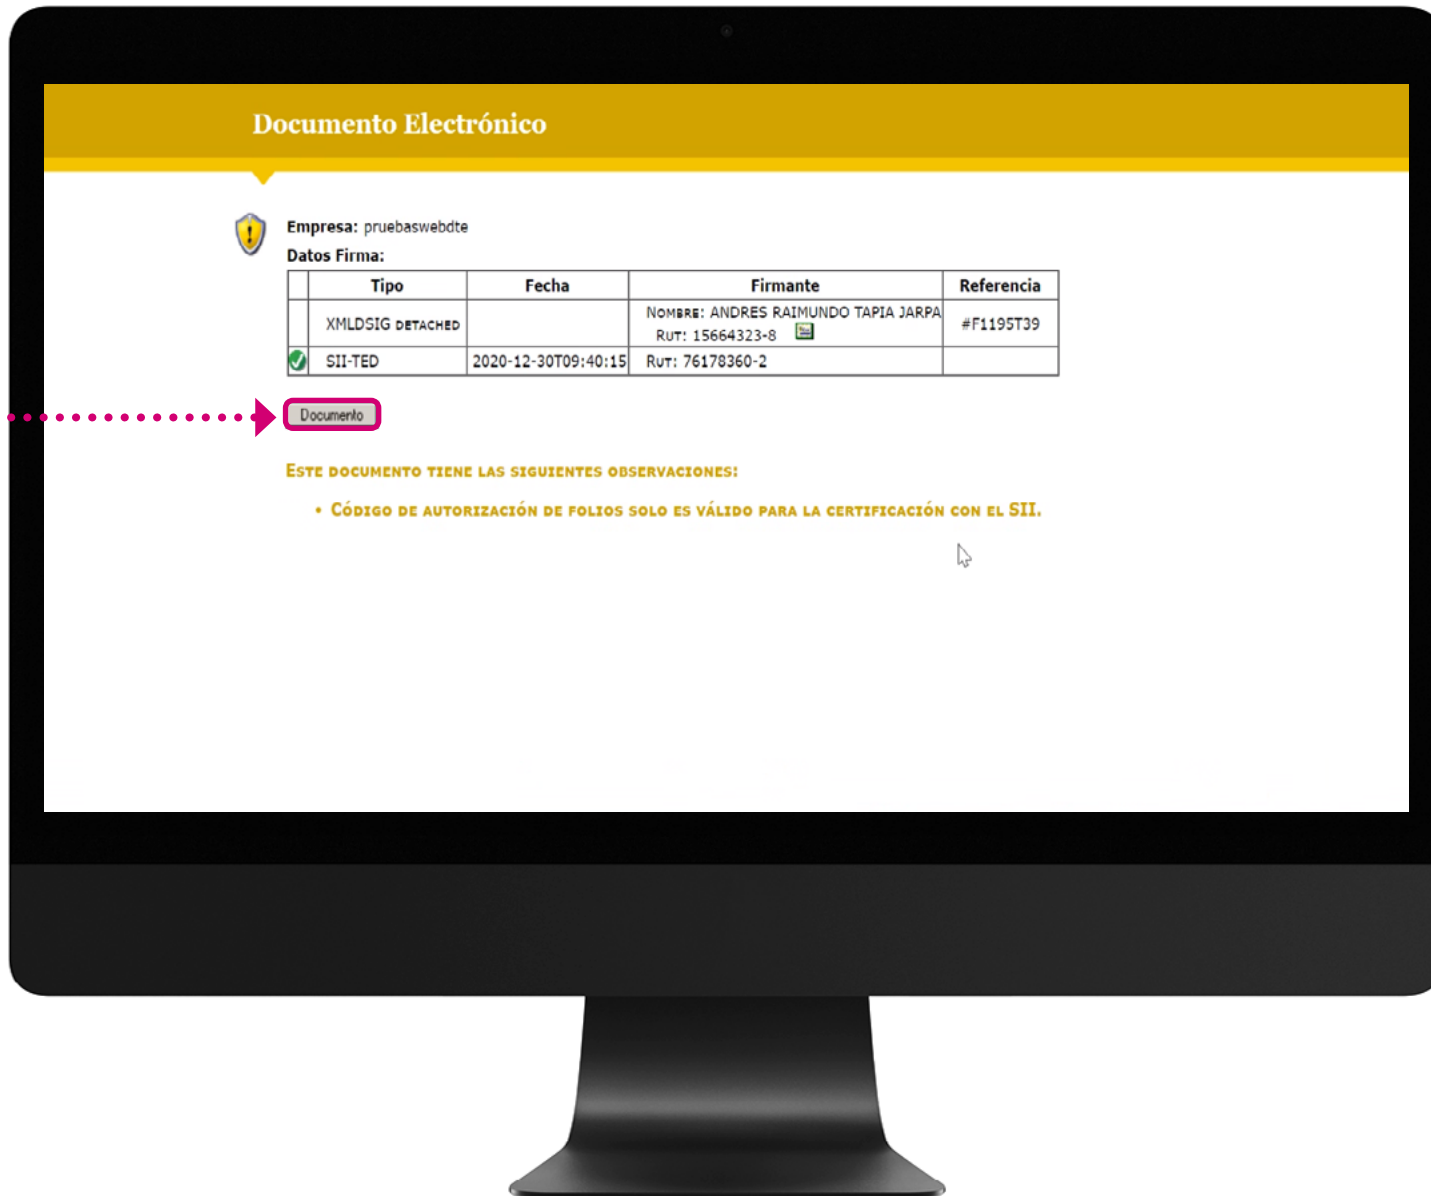 Documento Electrónico
Empresa: pruebaswebdte
Datos Firma:
Tipo Fecha Firmante Referencia
XMLDSIG DETACHED NOMBRE: ANDRES RAIMUNDO TAPIA JARPA #F1195T39
RUT: 15664323-8
SII-TED 2020-12-30T09:40:15 RUT: 76178360-2
Documento
ESTE DOCUMENTO TIENE LAS SIGUIENTES OBSERVACIONES:
• CÓDIGO DE AUTORIZACIÓN DE FOLIOS SOLO ES VÁLIDO PARA LA CERTIFICACIÓN CON EL SII.